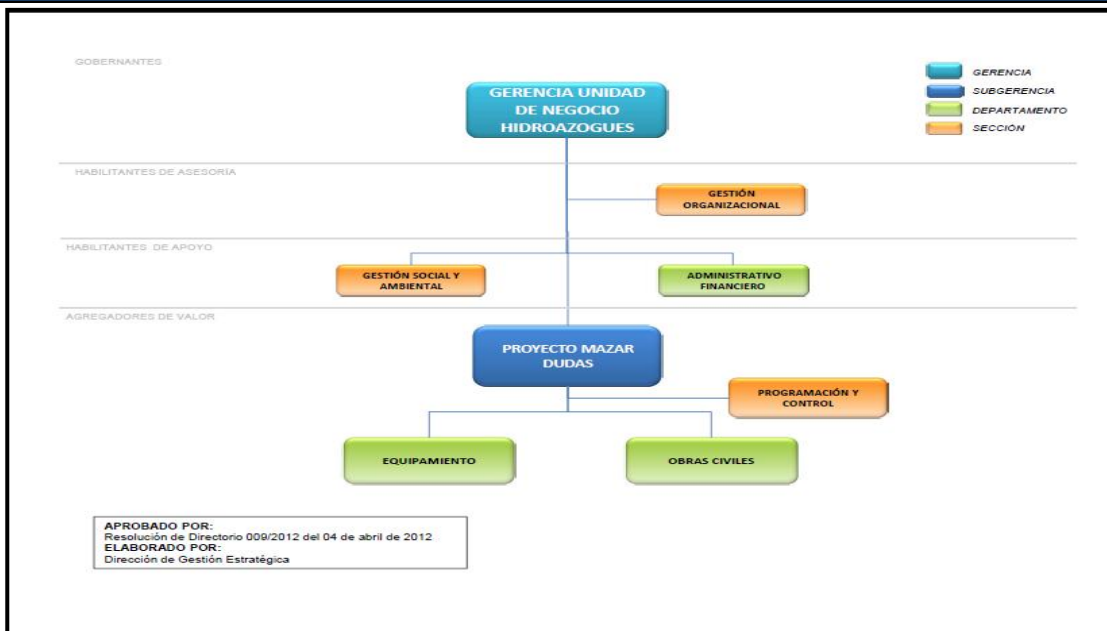 GOBERNANTES
GERENCIA UNIDAD
DE NEGOCIO
HIDROAZOGUES
GERENCIA
SUBGERENCIA
DEPARTAMENTO
SECCIÓN
HABILITANTES DE ASESORÍA
GESTIÓN
ORGANIZACIONAL
HABILITANTES DE APOYO
GESTIÓN SOCIAL Y
AMBIENTAL
ADMINISTRATIVO
FINANCIERO
AGREGADORES DE VALOR
PROYECTO MAZAR
DUDAS
PROGRAMACIÓN Y
CONTROL
EQUIPAMIENTO
OBRAS CIVILES
APROBADO POR:
Resolución de Directorio 009/2012 del 04 de abril de 2012
ELABORADO POR:
Dirección de Gestión Estratégica